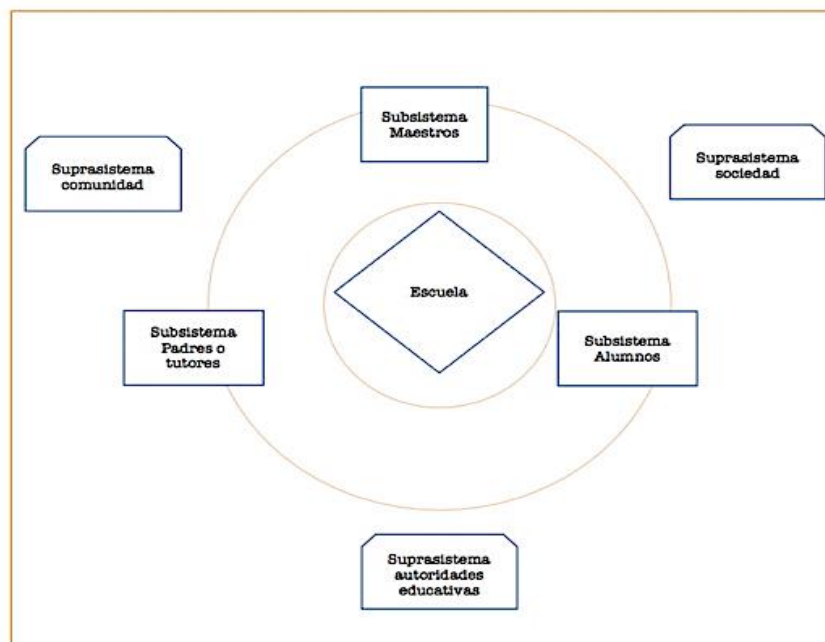 Subsistema
Maestros
Suprasistema
comunidad
Suprasistema
sociedad
Escuela
Subsistema
Padres o
tutores
Subsistema
Alumnos
Suprasistema
autoridades
educativas